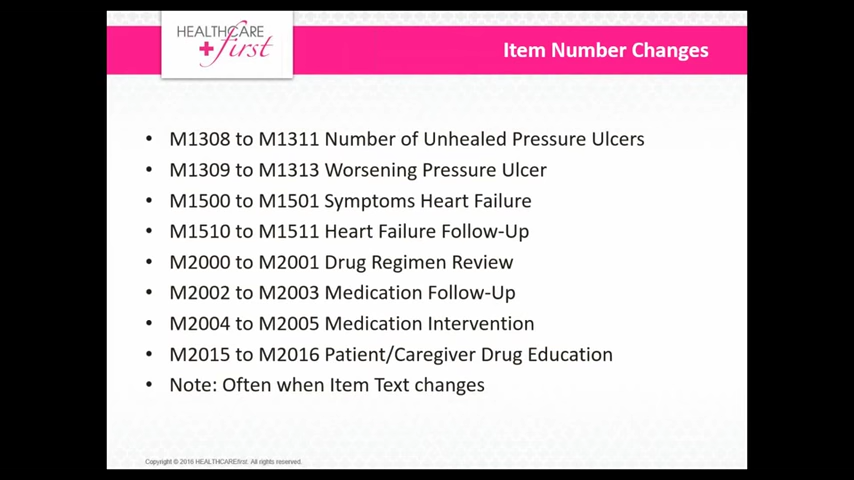 HEALTHCARE
first
Item Number Changes
• M1308 to M1311 Number of Unhealed Pressure Ulcers
• M1309 to M1313 Worsening Pressure Ulcer
• M1500 to M1501 Symptoms Heart Failure
• M1510 to M1511 Heart Failure Follow-Up
• M2000 to M2001 Drug Regimen Review
• M2002 to M2003 Medication Follow-Up
• M2004 to M2005 Medication Intervention
• M2015 to M2016 Patient/Caregiver Drug Education
• Note: Often when Item Text changes
Copyright © 2016 HEALTHCAREfirst. All rights reserved.